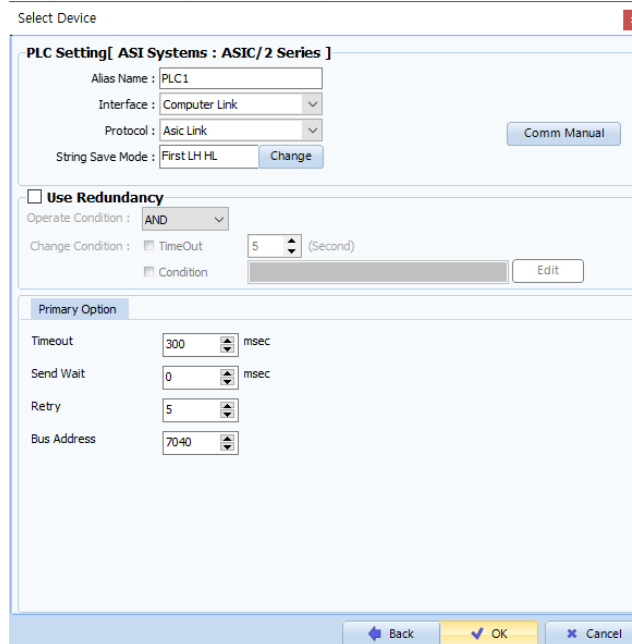 Select Device
PLC Setting[ ASI Systems : ASIC/2 Series ]
Alias Name : PLC1
Interface : Computer Link
Protocol : Asic Link
Comm Manual
String Save Mode : First LH HL Change
Use Redundancy
Operate Condition : AND
Change Condition : TimeOut 5 (Second)
Condition Edit
Primary Option
Timeout 300 msec
Send Wait 0 msec
Retry 5
Bus Address 7040
Back OK Cancel